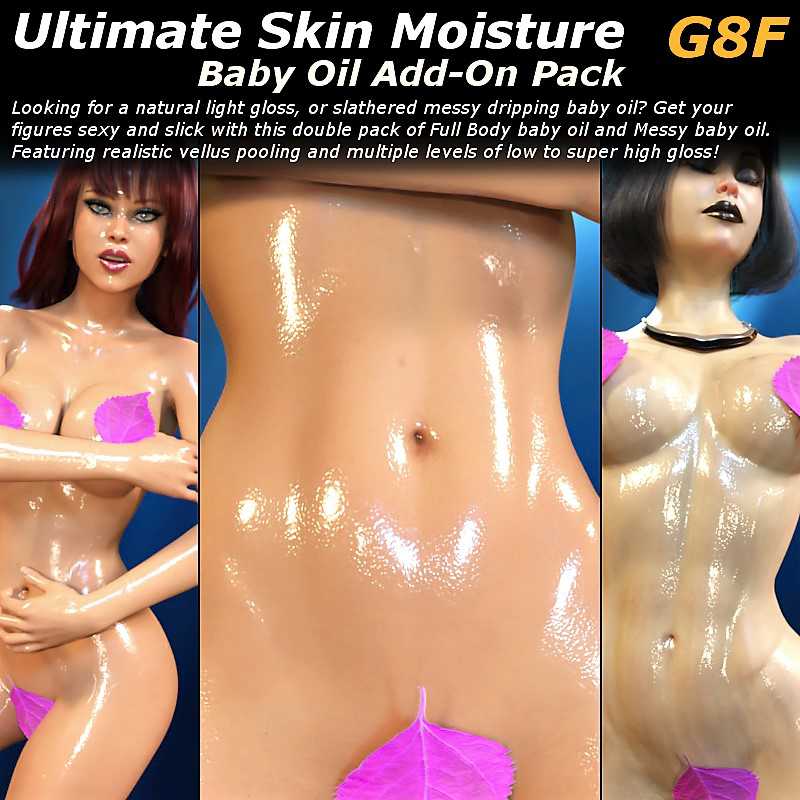 Ultimate Skin Moisture G8F
Baby Oil Add-On Pack
Looking for a natural light gloss, or slathered messy dripping baby oil? Get your
figures sexy and slick with this double pack of Full Body baby oil and Messy baby oil.
Featuring realistic vellus pooling and multiple levels of low to super high gloss!